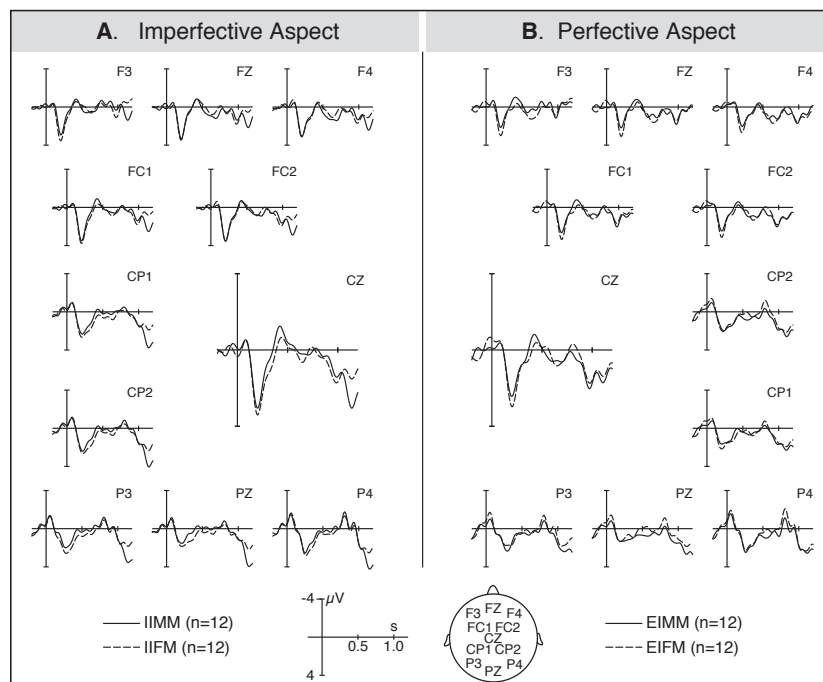 A. Imperfective Aspect
B. Perfective Aspect
F3 FZ F4
F3 FZ F4
FC1 FC2
FC1 FC2
CP1 CZ
CZ CP2
CP2
CP1
P3 PZ P4
P3 PZ P4
-4 µV
s
0.5 1.0
4
IIMM (n=12)
IIFM (n=12)
F3 FZ F4
FC1 FC2
CZ
CP1 CP2
P3 PZ P4
EIMM (n=12)
EIFM (n=12)